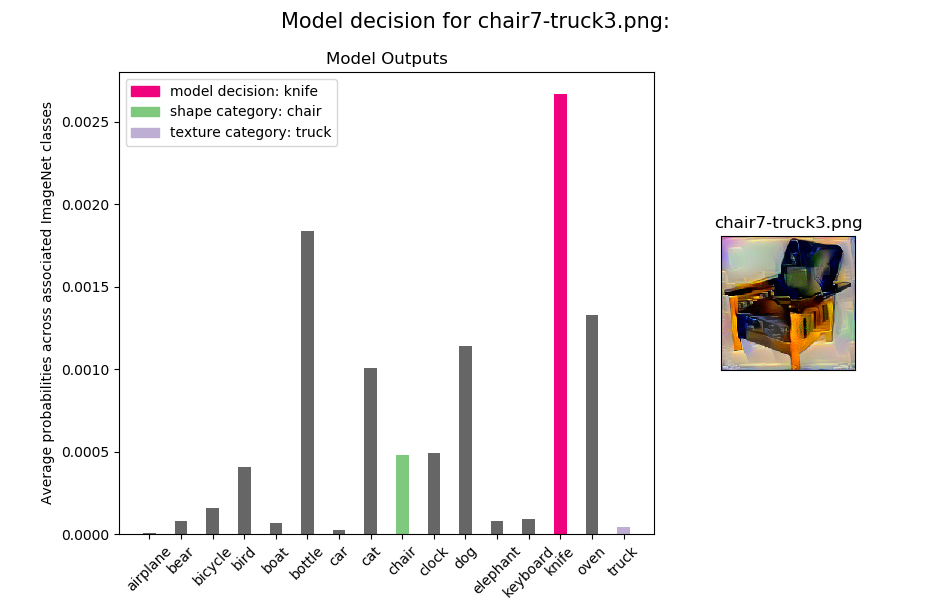 Model decision for chair7-truck3.png:
Model Outputs
model decision: knife
shape category: chair
texture category: truck
Average probabilities across associated ImageNet classes
0.0025
0.0020
0.0015
0.0010
0.0005
0.0000
airplane
bear
bicycle
bird
boat
bottle
car
cat
chair
clock
dog
elephant
keyboard
knife
oven
truck
chair7-truck3.png